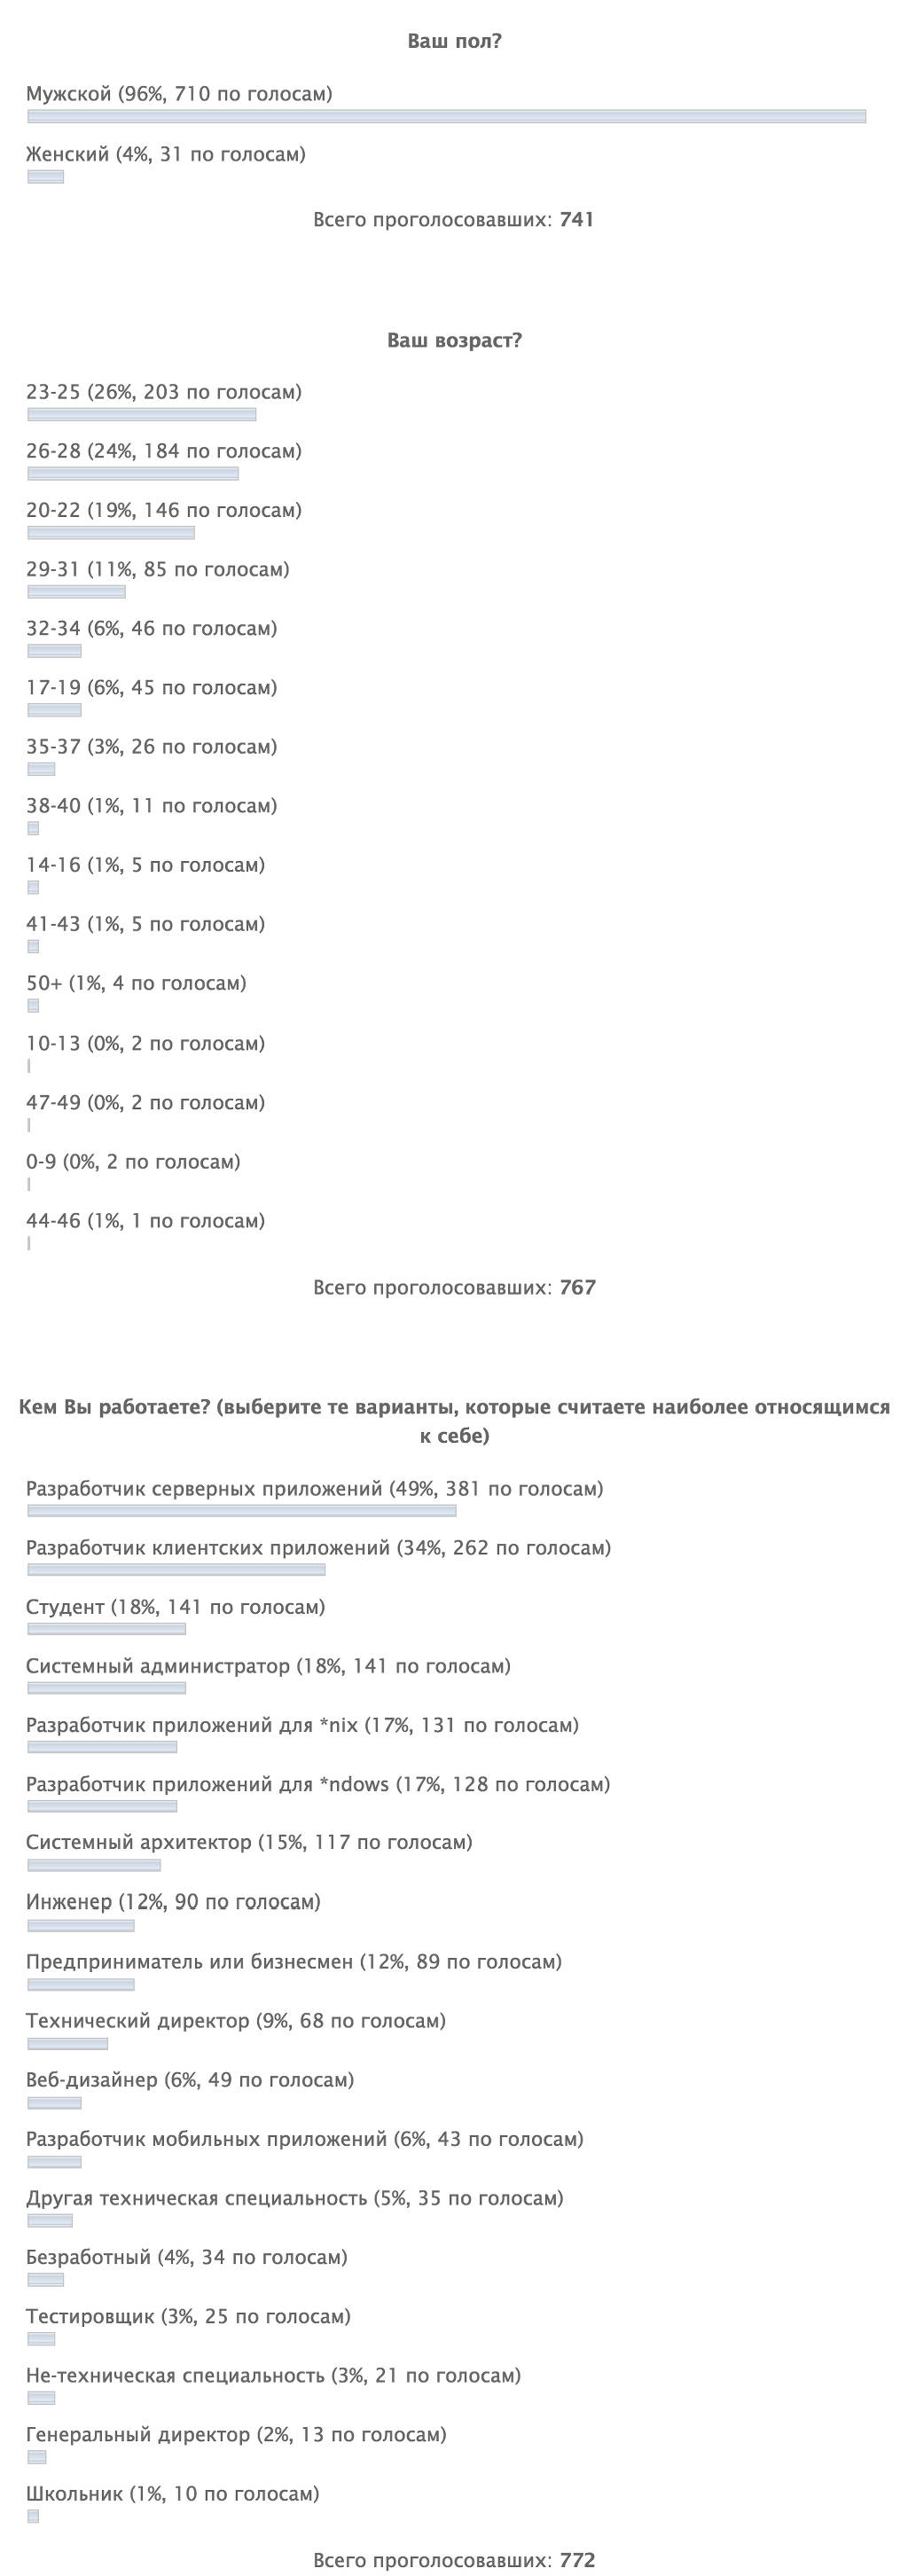 Ваш пол?
Мужской (96%, 710 по голосам)
Женский (4%, 31 по голосам)
Всего проголосовавших: 741
Ваш возраст?
23-25 (26%, 203 по голосам)
26-28 (24%, 184 по голосам)
20-22 (19%, 146 по голосам)
29-31 (11%, 85 по голосам)
32-34 (6%, 46 по голосам)
17-19 (6%, 45 по голосам)
35-37 (3%, 26 по голосам)
38-40 (1%, 11 по голосам)
14-16 (1%, 5 по голосам)
41-43 (1%, 5 по голосам)
50+ (1%, 4 по голосам)
10-13 (0%, 2 по голосам)
47-49 (0%, 2 по голосам)
0-9 (0%, 2 по голосам)
44-46 (1%, 1 по голосам)
Всего проголосовавших: 767
Кем Вы работаете? (выберите те варианты, которые считаете наиболее относящимся
к себе)
Разработчик серверных приложений (49%, 381 по голосам)
Разработчик клиентских приложений (34%, 262 по голосам)
Студент (18%, 141 по голосам)
Системный администратор (18%, 141 по голосам)
Разработчик приложений для *nix (17%, 131 по голосам)
Разработчик приложений для *ndows (17%, 128 по голосам)
Системный архитектор (15%, 117 по голосам)
Инженер (12%, 90 по голосам)
Предприниматель или бизнесмен (12%, 89 по голосам)
Технический директор (9%, 68 по голосам)
Веб-дизайнер (6%, 49 по голосам)
Разработчик мобильных приложений (6%, 43 по голосам)
Другая техническая специальность (5%, 35 по голосам)
Безработный (4%, 34 по голосам)
Тестировщик (3%, 25 по голосам)
Не-техническая специальность (3%, 21 по голосам)
Генеральный директор (2%, 13 по голосам)
Школьник (1%, 10 по голосам)
Всего проголосовавших: 772